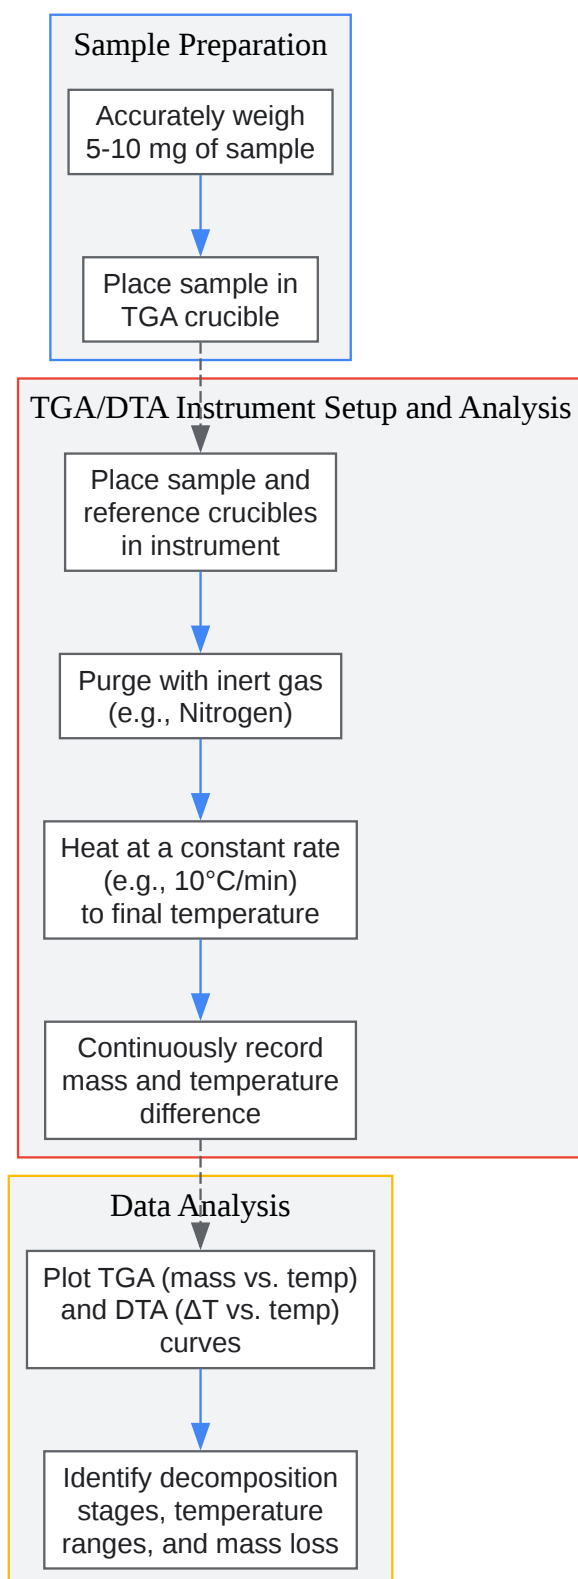 Sample Preparation
Accurately weigh
5-10 mg of sample
Place sample in
TGA crucible
TGA/DTA Instrument Setup and Analysis
Place sample and
reference crucibles
in instrument
Purge with inert gas
(e.g., Nitrogen)
Heat at a constant rate
(e.g., 10°C/min)
to final temperature
Continuously record
mass and temperature
difference
Data Analysis
Plot TGA (mass vs. temp)
and DTA (ΔT vs. temp)
curves
Identify decomposition
stages, temperature
ranges, and mass loss